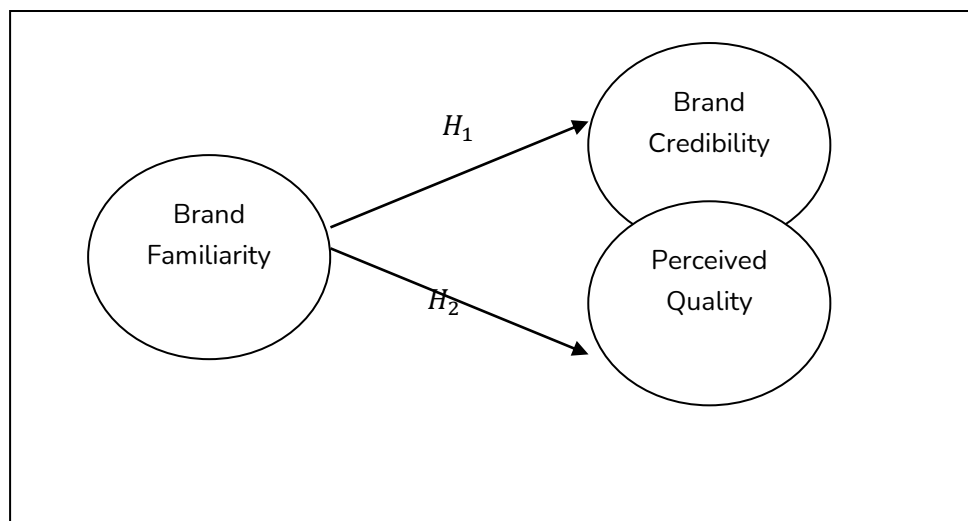 Brand
Familiarity
H₁
H₂
Brand
Credibility
Perceived
Quality